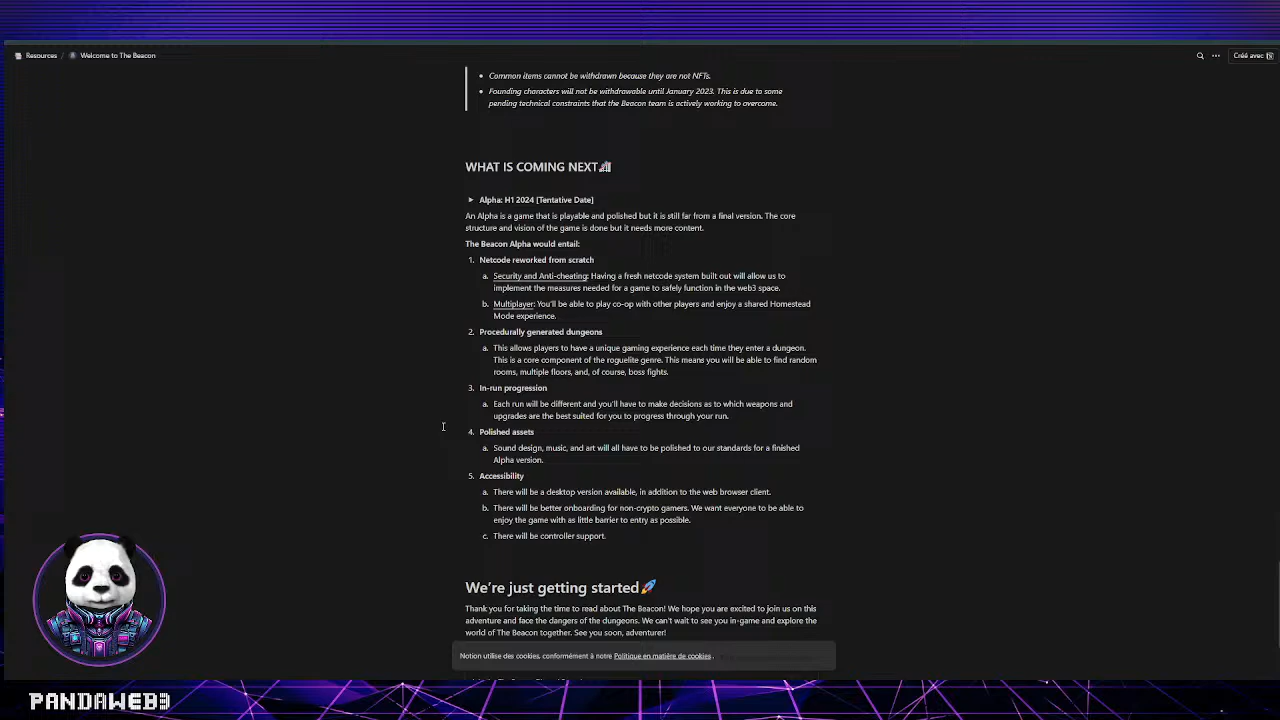 Resources / Welcome to The Beacon
Créé avec
Common items cannot be withdrawn because they are not NFTs.
Founding characters will not be withdrawable until January 2023. This is due to some
pending technical constraints that the Beacon team is actively working to overcome.
WHAT IS COMING NEXT
Alpha: H1 2024 [Tentative Date]
An Alpha is a game that is playable and polished but it is still far from a final version. The core
structure and vision of the game is done but it needs more content.
The Beacon Alpha would entail:
1. Netcode reworked from scratch
a. Security and Anti-cheating: Having a fresh netcode system built out will allow us to
implement the measures needed for a game to safely function in the web3 space.
b. Multiplayer: You'll be able to play co-op with other players and enjoy a shared Homestead
Mode experience.
2. Procedurally generated dungeons
a. This allows players to have a unique gaming experience each time they enter a dungeon.
This is a core component of the roguelite genre. This means you will be able to find random
rooms, multiple floors, and, of course, boss fights.
3. In-run progression
a. Each run will be different and you'll have to make decisions as to which weapons and
upgrades are the best suited for you to progress through your run.
4. Polished assets
a. Sound design, music, and art will all have to be polished to our standards for a finished
Alpha version.
5. Accessibility
a. There will be a desktop version available, in addition to the web browser client.
b. There will be better onboarding for non-crypto gamers. We want everyone to be able to
enjoy the game with as little barrier to entry as possible.
c. There will be controller support.
We're just getting started🚀
Thank you for taking the time to read about The Beacon! We hope you are excited to join us on this
adventure and face the dangers of the dungeons. We can't wait to see you in-game and explore the
world of The Beacon together. See you soon, adventurer!
Notion utilise des cookies, conformément à notre Politique en matière de cookies.
PANDAWEB3